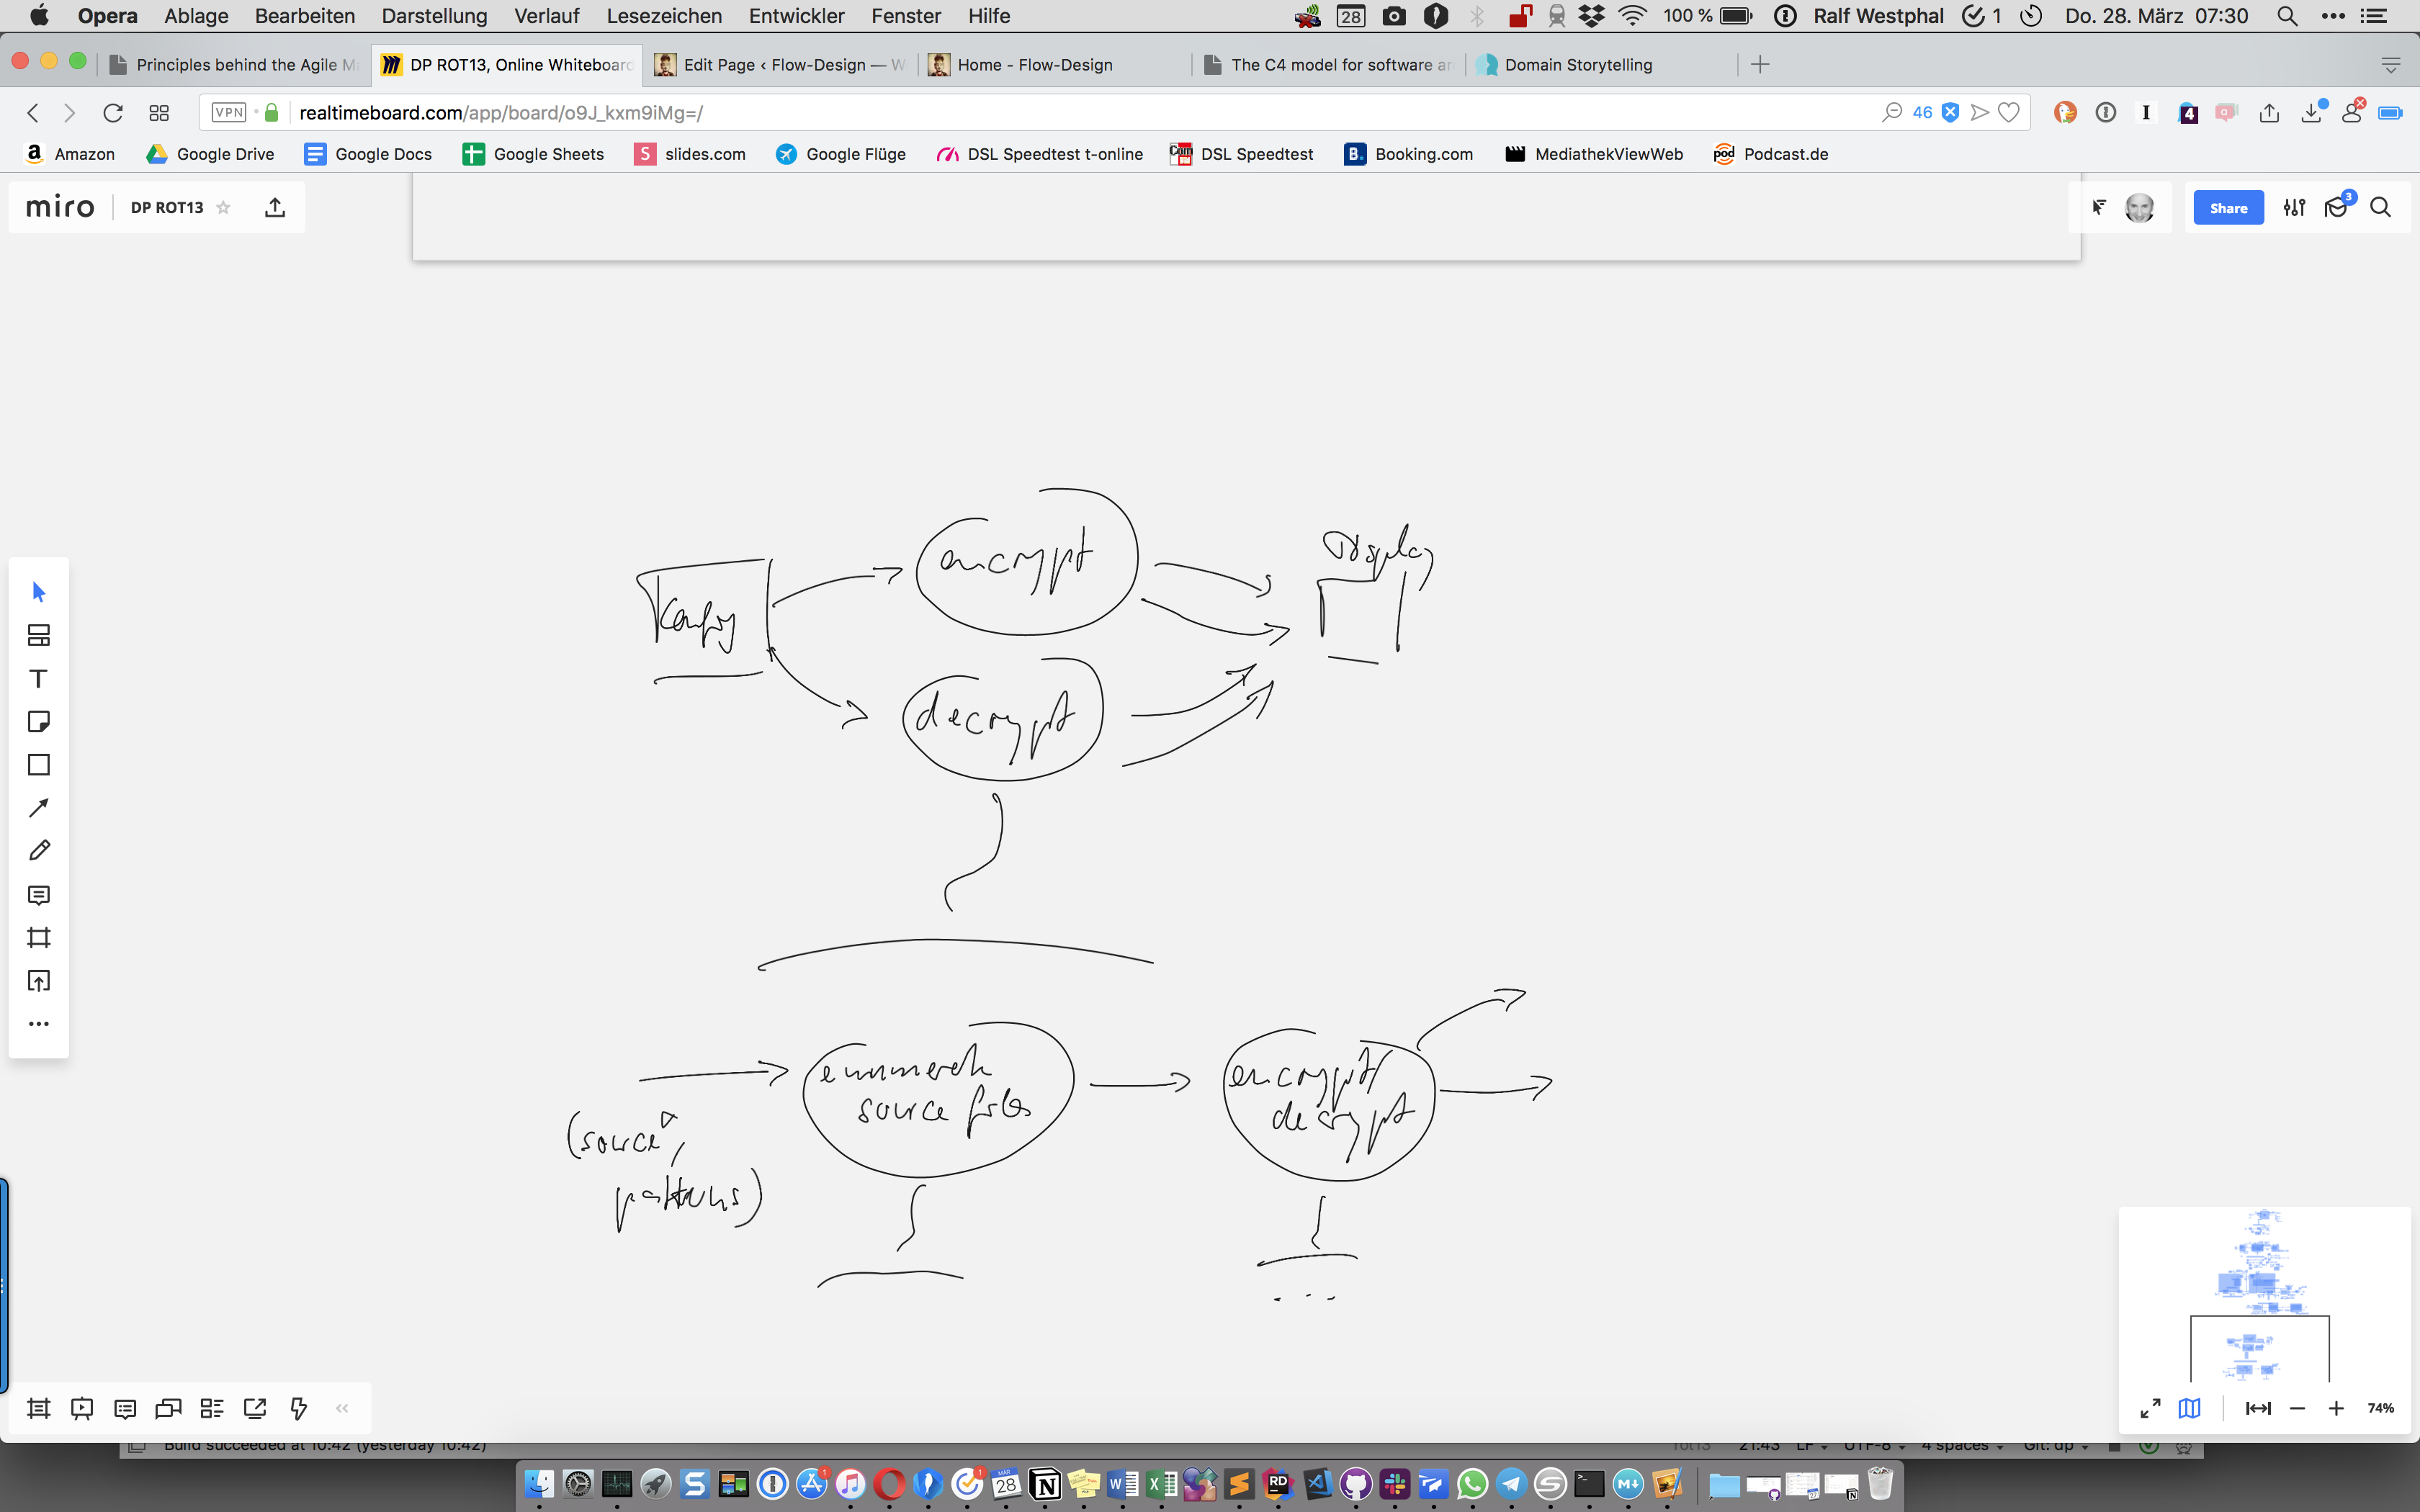 Opera Ablage Bearbeiten Darstellung Verlauf Lesezeichen Entwickler Fenster Hilfe 28 100 % Ralf Westphal 1 Do. 28. März 07:30
Principles behind the Agile M
DP ROT13, Online Whiteboard
Edit Page ‹ Flow-Design — W
Home - Flow-Design
The C4 model for software ar
Domain Storytelling
VPN realtimeboard.com/app/board/o9J_kxm9iMg=/ 46
Amazon Google Drive Google Docs Google Sheets slides.com Google Flüge DSL Speedtest t-online DSL Speedtest Booking.com MediathekViewWeb Podcast.de
miro DP ROT13 Share 3
encrypt
Display
Config
decrypt
enumerate
source files
encrypt/
decrypt
(source*,
patterns)
74%
Build succeeded at 10:42 (yesterday 10:42) rot13 21:43 LF UTF-8 4 spaces Git: dp